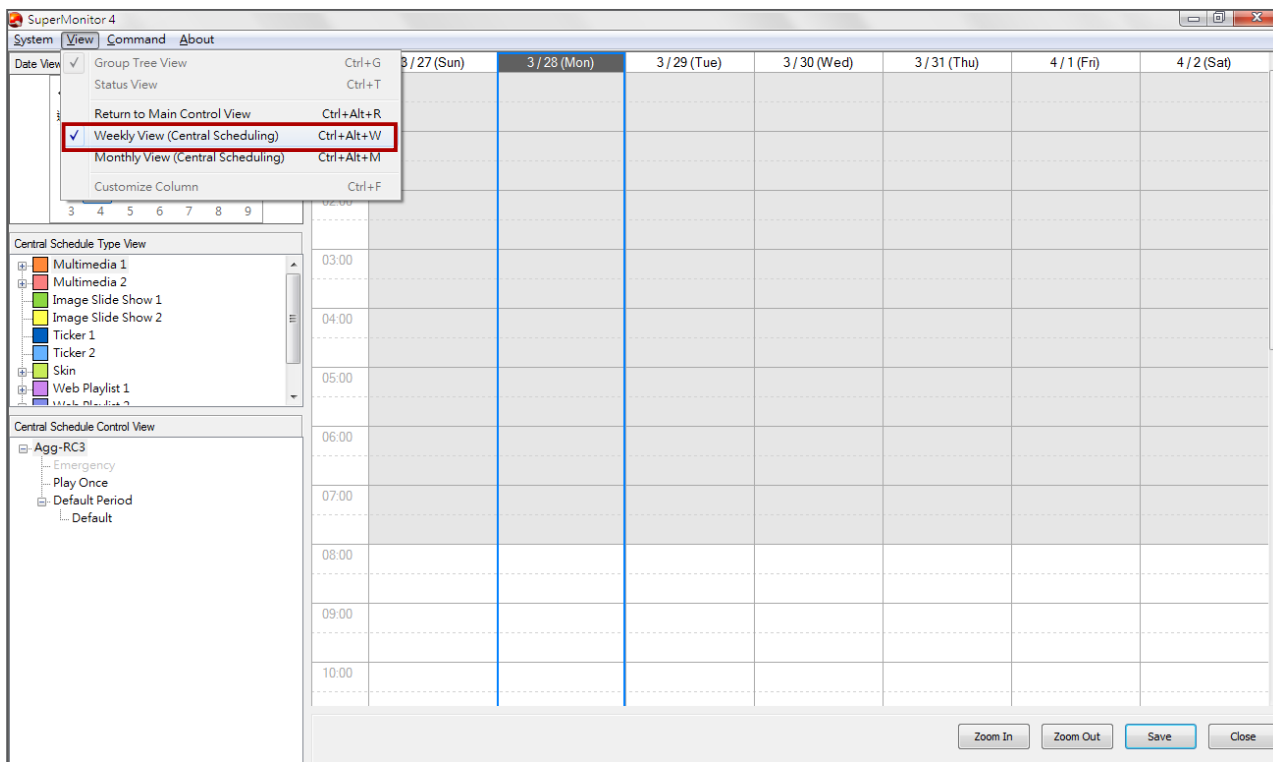 SuperMonitor 4
System View Command About
Date View
✓ Group Tree View Ctrl+G
Status View Ctrl+T
Return to Main Control View Ctrl+Alt+R
✓ Weekly View (Central Scheduling) Ctrl+Alt+W
Monthly View (Central Scheduling) Ctrl+Alt+M
Customize Column Ctrl+F
3 4 5 6 7 8 9
3 / 27 (Sun) 3 / 28 (Mon) 3 / 29 (Tue) 3 / 30 (Wed) 3 / 31 (Thu) 4 / 1 (Fri) 4 / 2 (Sat)
02:00
03:00
04:00
05:00
06:00
07:00
08:00
09:00
10:00
Central Schedule Type View
Multimedia 1
Multimedia 2
Image Slide Show 1
Image Slide Show 2
Ticker 1
Ticker 2
Skin
Web Playlist 1
Web Playlist 2
Central Schedule Control View
Agg-RC3
Emergency
Play Once
Default Period
Default
Zoom In Zoom Out Save Close